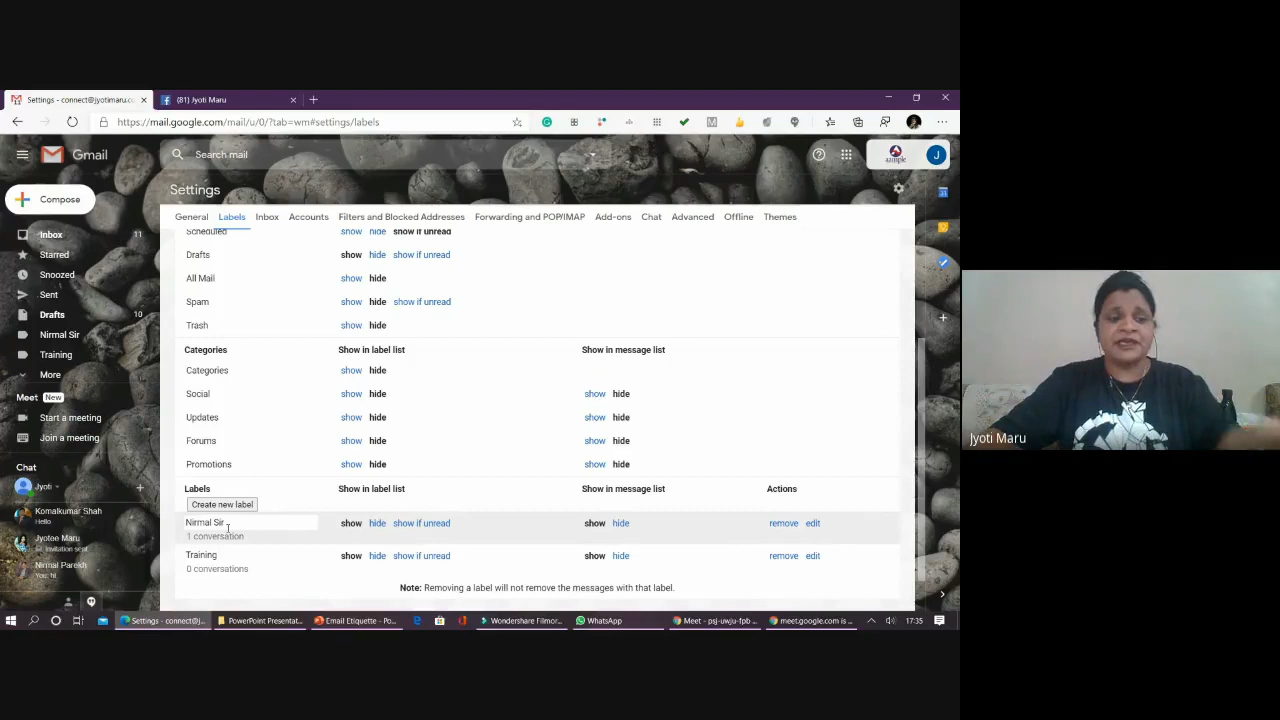 Settings - connect@jyotimaru.co
(81) Jyoti Maru
https://mail.google.com/mail/u/0/?tab=wm#settings/labels
Gmail
Search mail
J
Compose
Settings
General Labels Inbox Accounts Filters and Blocked Addresses Forwarding and POP/IMAP Add-ons Chat Advanced Offline Themes
Inbox 11
Starred
Snoozed
Sent
Drafts 10
Nirmal Sir
Training
More
Meet New
Start a meeting
Join a meeting
Chat
Jyoti
Komalkumar Shah
Hello
Jyotee Maru
invitation sent
Nirmal Parekh
You: hi
Scheduled show hide show if unread
Drafts show hide show if unread
All Mail show hide
Spam show hide show if unread
Trash show hide
Categories Show in label list Show in message list
Categories show hide
Social show hide show hide
Updates show hide show hide
Forums show hide show hide
Promotions show hide show hide
Labels Show in label list Show in message list Actions
Create new label
Nirmal Sir show hide show if unread show hide remove edit
1 conversation
Training show hide show if unread show hide remove edit
0 conversations
Note: Removing a label will not remove the messages with that label.
Settings - connect@j... PowerPoint Presentat... Email Etiquette - Po... Wondershare Filmor... WhatsApp Meet - psj-uwju-fpb meet.google.com is ... 17:35
Jyoti Maru